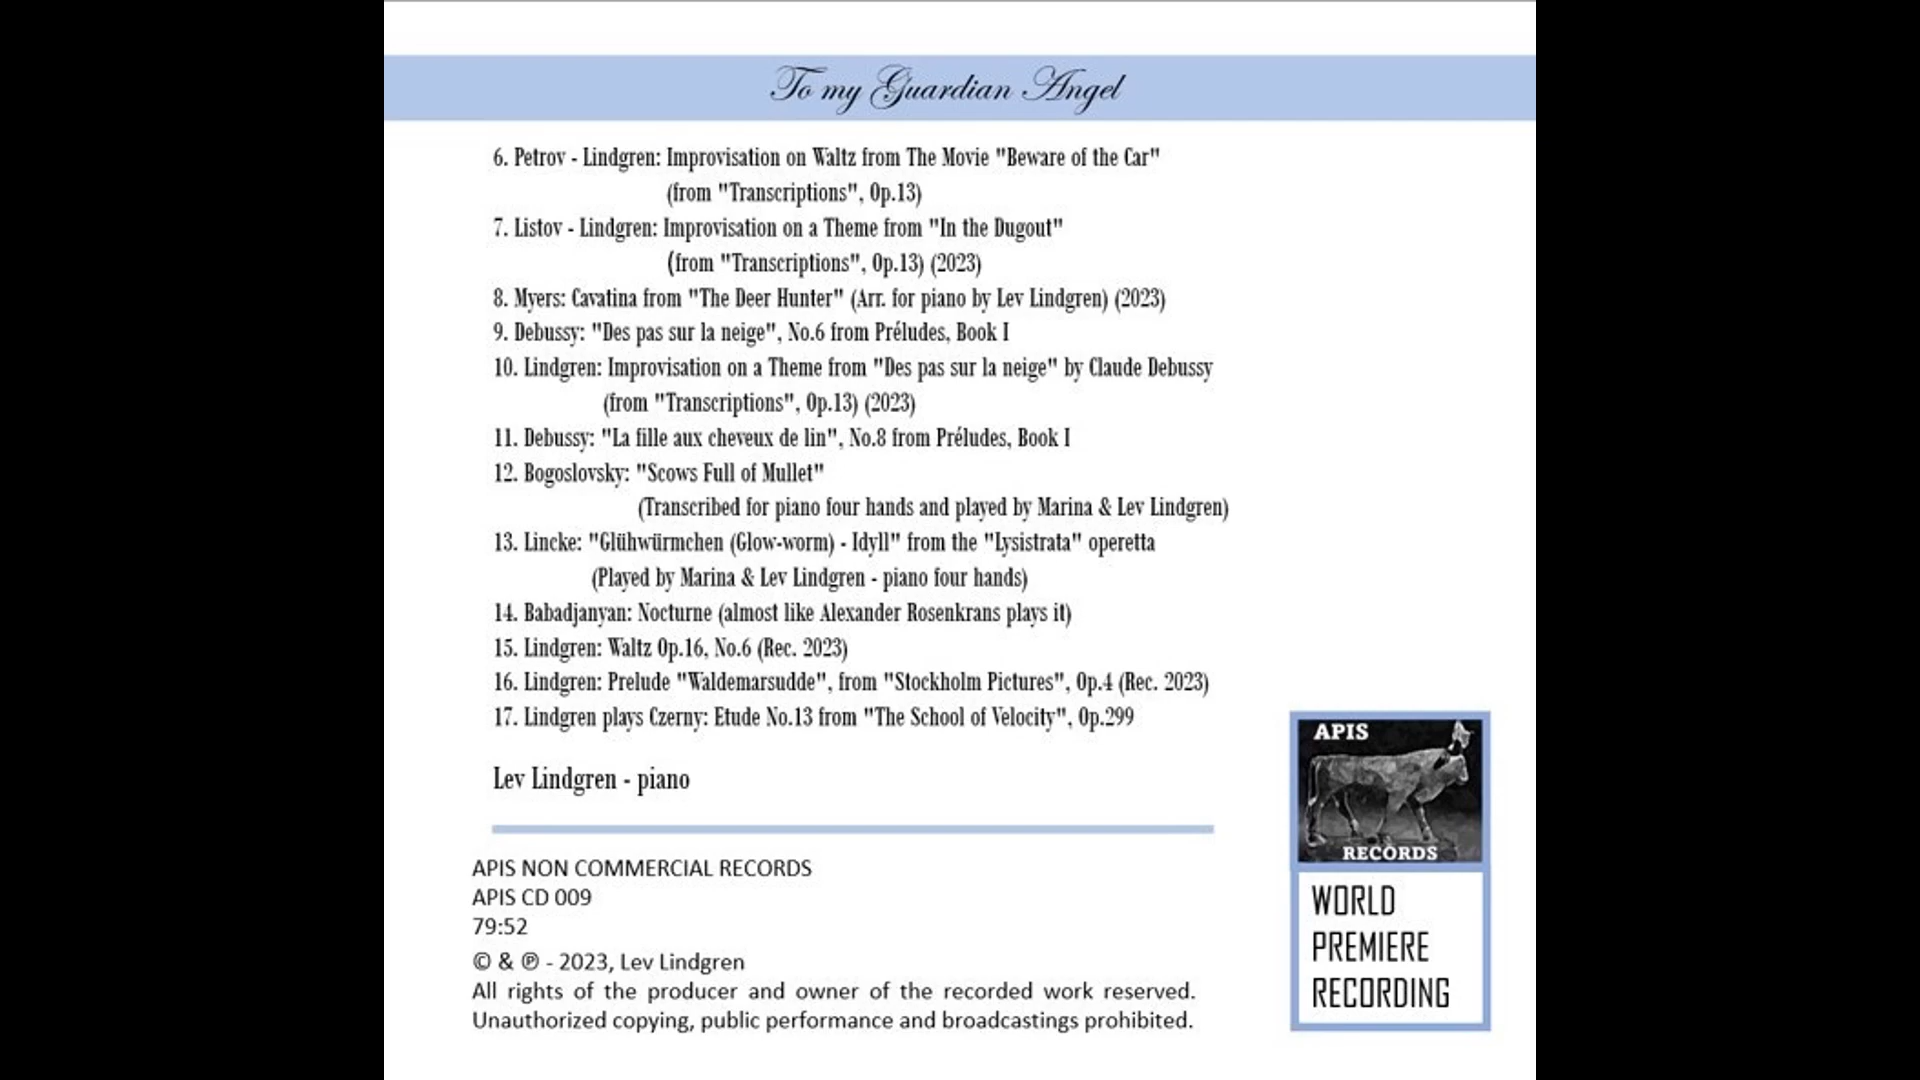 To my Guardian Angel
6. Petrov - Lindgren: Improvisation on Waltz from The Movie "Beware of the Car"
(from "Transcriptions", Op.13)
7. Listov - Lindgren: Improvisation on a Theme from "In the Dugout"
(from "Transcriptions", Op.13) (2023)
8. Myers: Cavatina from "The Deer Hunter" (Arr. for piano by Lev Lindgren) (2023)
9. Debussy: "Des pas sur la neige", No.6 from Préludes, Book I
10. Lindgren: Improvisation on a Theme from "Des pas sur la neige" by Claude Debussy
(from "Transcriptions", Op.13) (2023)
11. Debussy: "La fille aux cheveux de lin", No.8 from Préludes, Book I
12. Bogoslovsky: "Scows Full of Mullet"
(Transcribed for piano four hands and played by Marina & Lev Lindgren)
13. Lincke: "Glühwürmchen (Glow-worm) - Idyll" from the "Lysistrata" operetta
(Played by Marina & Lev Lindgren - piano four hands)
14. Babadjanyan: Nocturne (almost like Alexander Rosenkrans plays it)
15. Lindgren: Waltz Op.16, No.6 (Rec. 2023)
16. Lindgren: Prelude "Waldemarsudde", from "Stockholm Pictures", Op.4 (Rec. 2023)
17. Lindgren plays Czerny: Etude No.13 from "The School of Velocity", Op.299
Lev Lindgren - piano
APIS NON COMMERCIAL RECORDS
APIS CD 009
79:52
© & ℗ - 2023, Lev Lindgren
All rights of the producer and owner of the recorded work reserved.
Unauthorized copying, public performance and broadcastings prohibited.
APIS
RECORDS
WORLD
PREMIERE
RECORDING